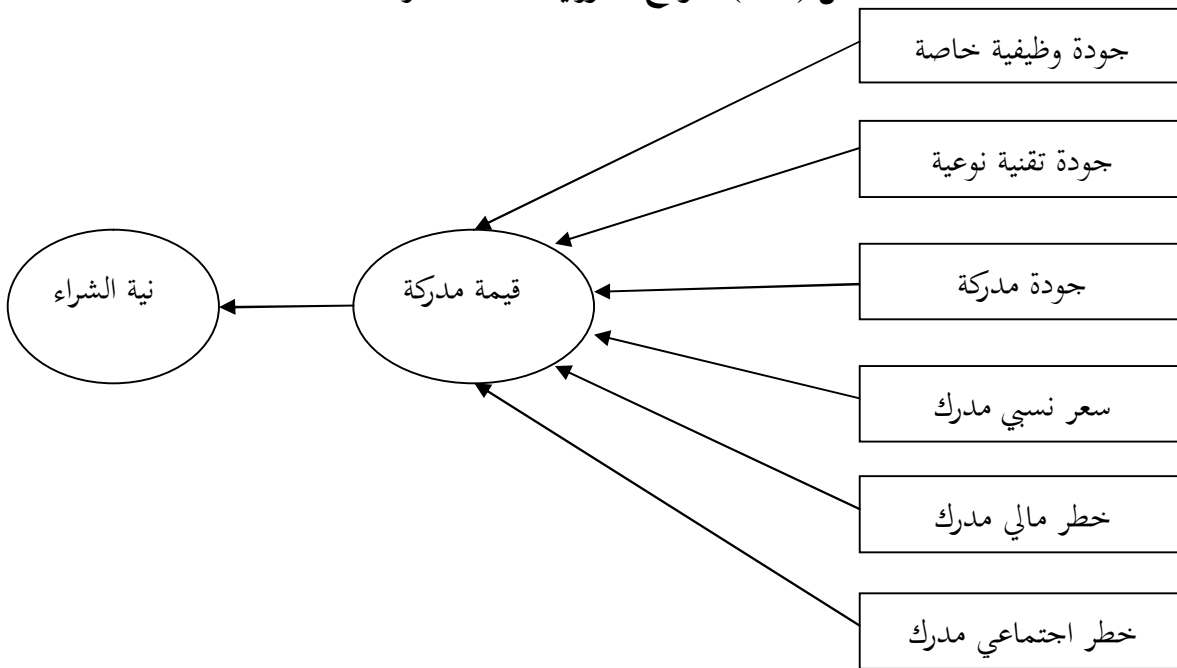 جودة وظيفية خاصة
جودة تقنية نوعية
جودة مدركة
سعر نسبي مدرك
خطر مالي مدرك
خطر اجتماعي مدرك
قيمة مدركة
نية الشراء